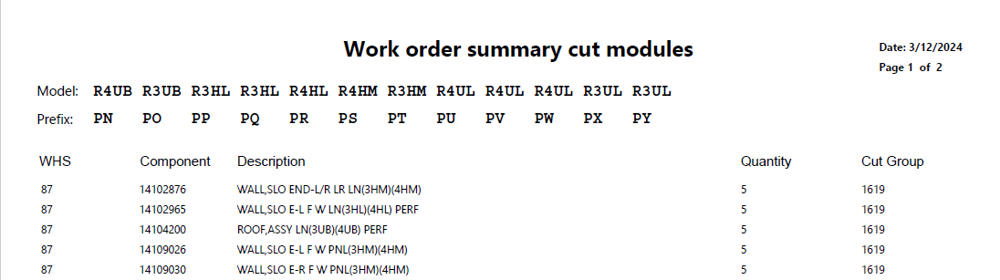 Work order summary cut modules
Date: 3/12/2024
Page 1 of 2
Model: R4UB R3UB R3HL R3HL R4HL R4HM R3HM R4UL R4UL R4UL R3UL R3UL
Prefix: PN PO PP PQ PR PS PT PU PV PW PX PY
WHS Component Description Quantity Cut Group
87 14102876 WALL,SLO END-L/R LR LN(3HM)(4HM) 5 1619
87 14102965 WALL,SLO E-L F W LN(3HL)(4HL) PERF 5 1619
87 14104200 ROOF,ASSY LN(3UB)(4UB) PERF 5 1619
87 14109026 WALL,SLO E-L F W PNL(3HM)(4HM) 5 1619
87 14109030 WALL,SLO E-R F W PNL(3HM)(4HM) 5 1619